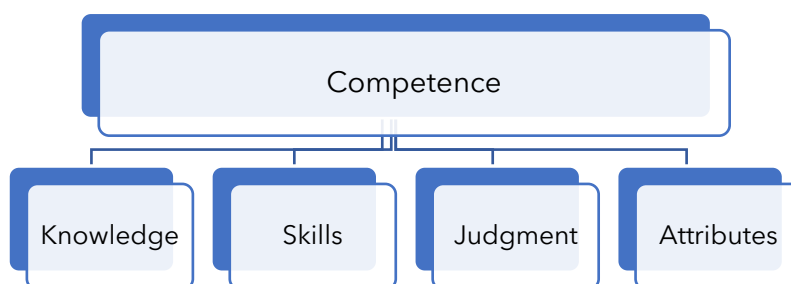 Competence
Knowledge
Skills
Judgment
Attributes